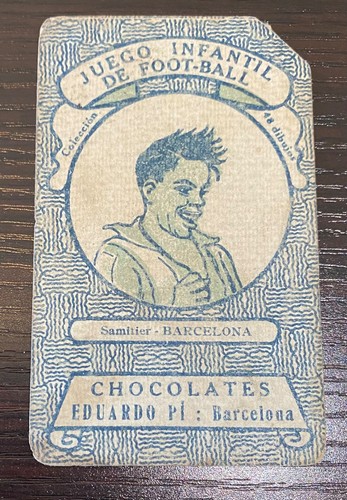 JUEGO INFANTIL
DE FOOT-BALL
Colección de dibujos
Samitier - BARCELONA
CHOCOLATES
EDUARDO PÍ : Barcelona